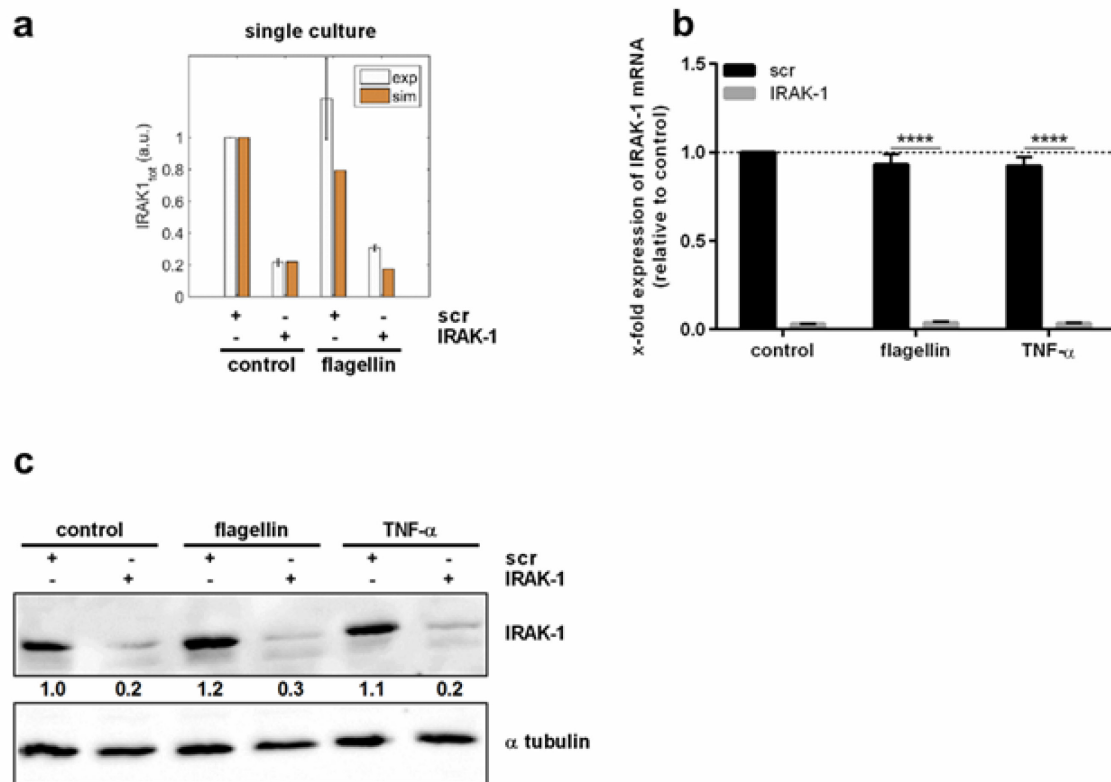 a
single culture
exp
sim
IRAK1tot (a.u.)
1
0.8
0.6
0.4
0.2
0
+ - + - scr
- + - + IRAK-1
control flagellin
b
scr
IRAK-1
x-fold expression of IRAK-1 mRNA
(relative to control)
1.5
1.0
0.5
0.0
**** ****
control flagellin TNF-α
c
control flagellin TNF-α
+ - + - + - scr
- + - + - + IRAK-1
IRAK-1
1.0 0.2 1.2 0.3 1.1 0.2
α tubulin